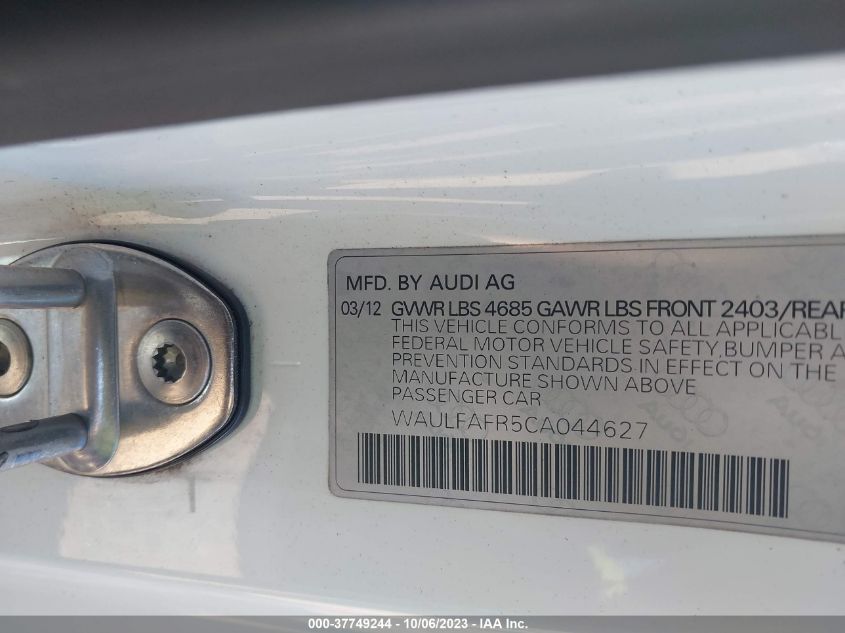 MFD. BY AUDI AG
03/12 GVWR LBS 4685 GAWR LBS FRONT 2403/REAR
THIS VEHICLE CONFORMS TO ALL APPLICABL
FEDERAL MOTOR VEHICLE SAFETY,BUMPER A
PREVENTION STANDARDS IN EFFECT ON THE
MANUFACTURE SHOWN ABOVE
PASSENGER CAR
WAULFAFR5CA044627
Audi
Audi
000-37749244 - 10/06/2023 - IAA Inc.